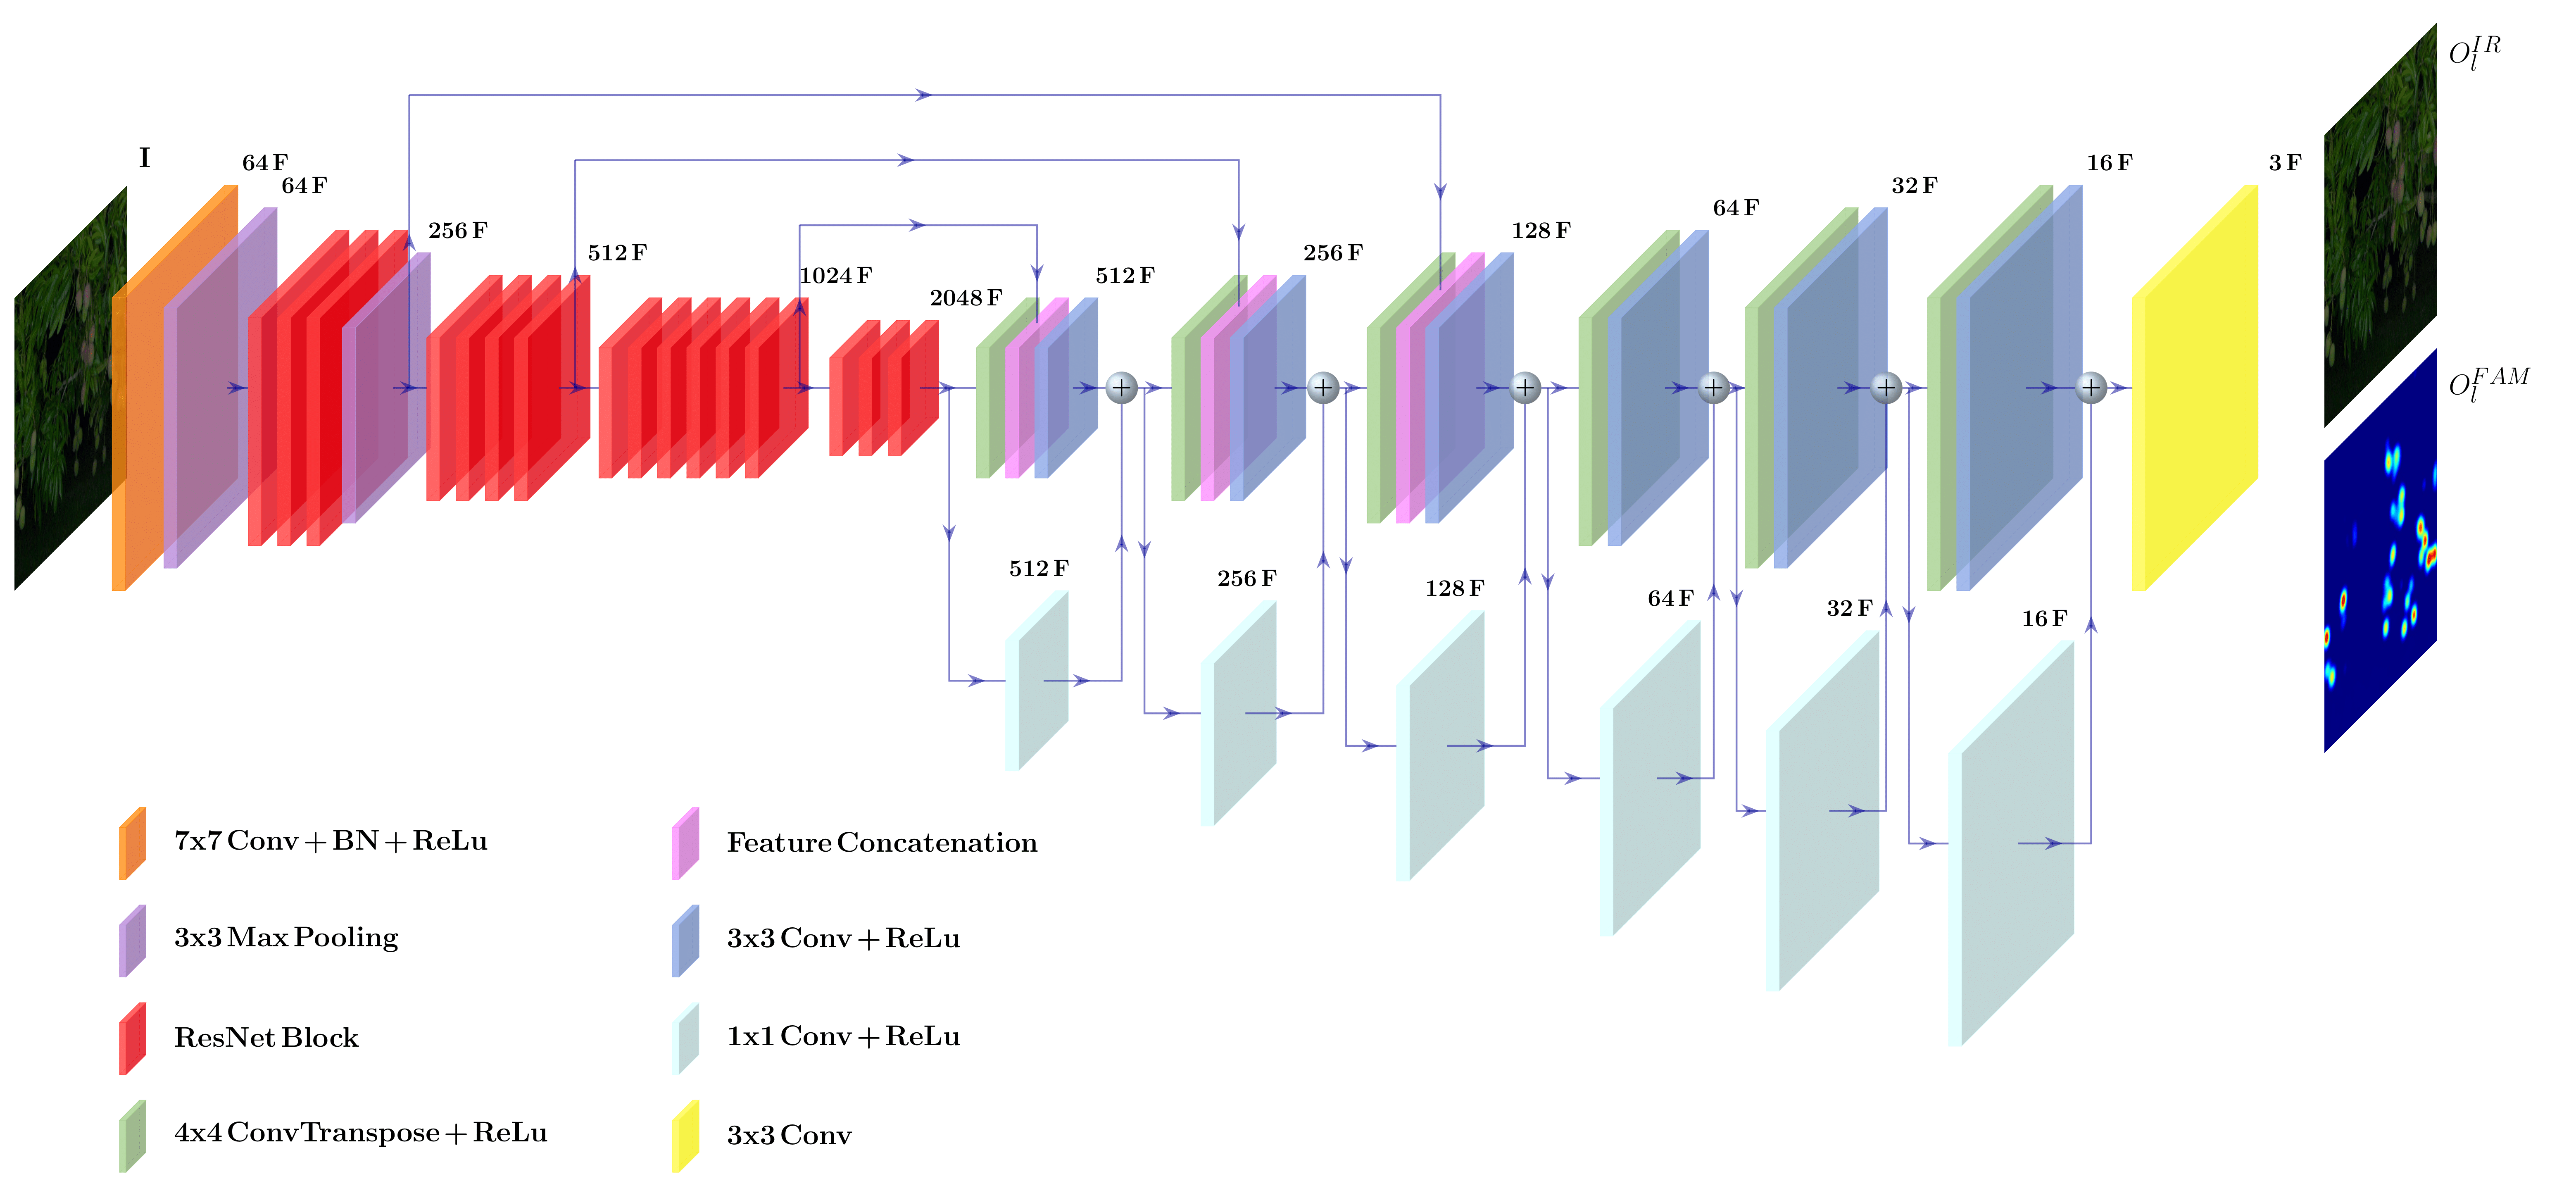 O_l^{IR}
I
64 F
64 F
256 F
512 F
1024 F
2048 F
512 F
256 F
128 F
64 F
32 F
16 F
3 F
O_l^{FAM}
+
+
+
+
+
+
512 F
256 F
128 F
64 F
32 F
16 F
7x7 Conv + BN + ReLu
3x3 Max Pooling
ResNet Block
4x4 ConvTranspose + ReLu
Feature Concatenation
3x3 Conv + ReLu
1x1 Conv + ReLu
3x3 Conv